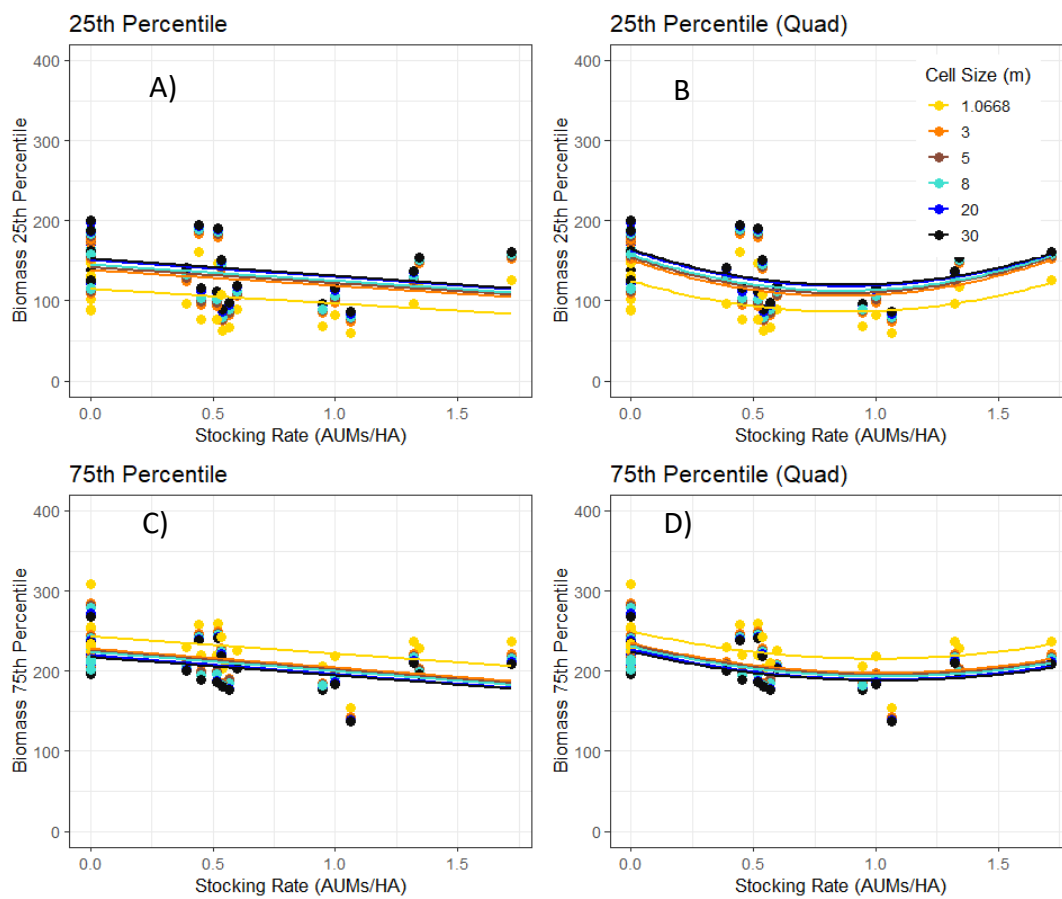 25th Percentile
A)
400
300
200
100
0
Biomass 25th Percentile
0.0 0.5 1.0 1.5
Stocking Rate (AUMs/HA)
25th Percentile (Quad)
B
Cell Size (m)
1.0668
3
5
8
20
30
400
300
200
100
0
Biomass 25th Percentile
0.0 0.5 1.0 1.5
Stocking Rate (AUMs/HA)
75th Percentile
C)
400
300
200
100
0
Biomass 75th Percentile
0.0 0.5 1.0 1.5
Stocking Rate (AUMs/HA)
75th Percentile (Quad)
D)
400
300
200
100
0
Biomass 75th Percentile
0.0 0.5 1.0 1.5
Stocking Rate (AUMs/HA)